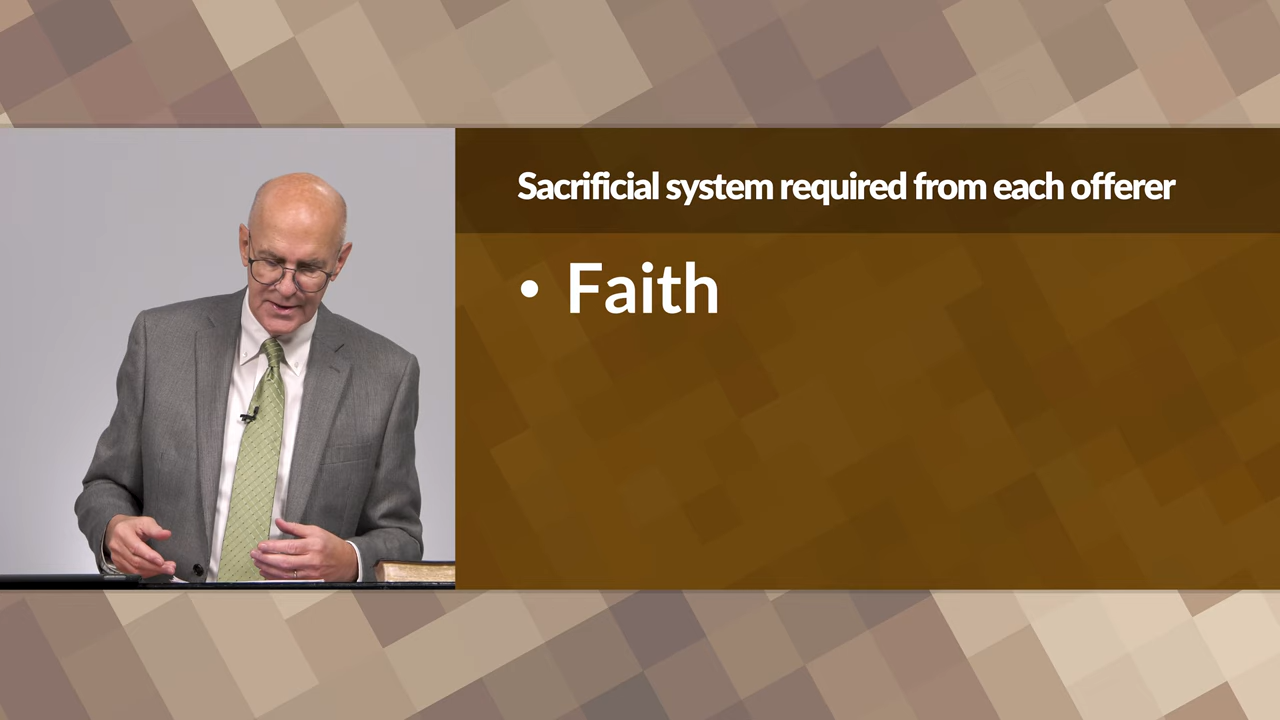 Sacrificial system required from each offerer
• Faith